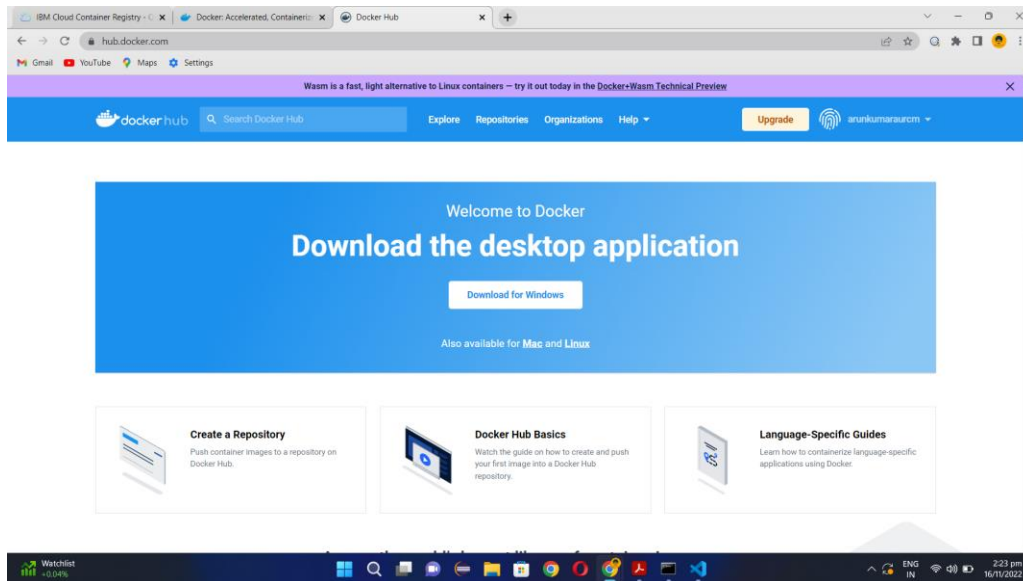 IBM Cloud Container Registry - C
Docker: Accelerated, Containeriz
Docker Hub
hub.docker.com
Gmail
YouTube
Maps
Settings
Wasm is a fast, light alternative to Linux containers — try it out today in the Docker+Wasm Technical Preview
dockerhub
Search Docker Hub
Explore
Repositories
Organizations
Help
Upgrade
arunkumaraurcm
Welcome to Docker
Download the desktop application
Download for Windows
Also available for Mac and Linux
Create a Repository
Push container images to a repository on
Docker Hub.
Docker Hub Basics
Watch the guide on how to create and push
your first image into a Docker Hub
repository.
Language-Specific Guides
Learn how to containerize language-specific
applications using Docker.
Watchlist
+0.04%
ENG
IN
2:23 pm
16/11/2022